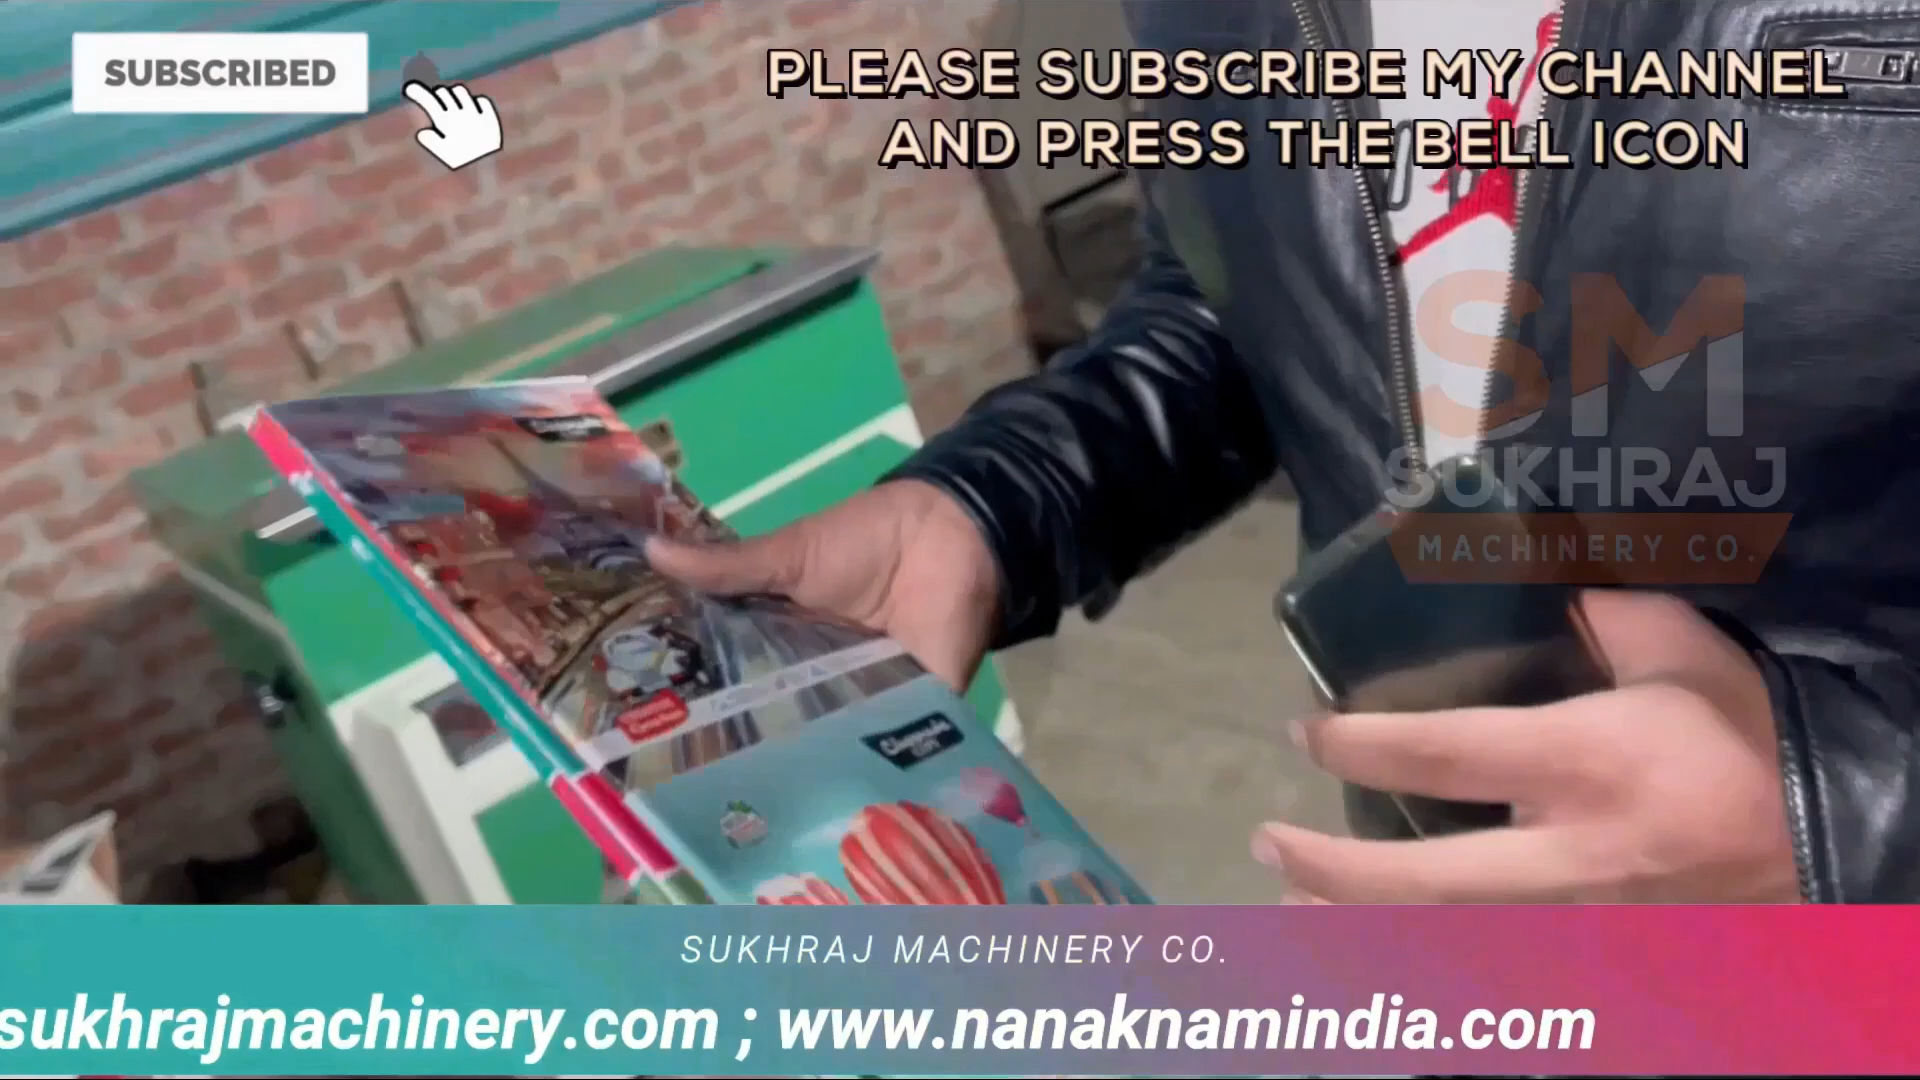 SUBSCRIBED
PLEASE SUBSCRIBE MY CHANNEL
AND PRESS THE BELL ICON
SM
SUKHRAJ
MACHINERY CO.
Classmate
SUKHRAJ MACHINERY CO.
sukhrajmachinery.com ; www.nanaknamindia.com